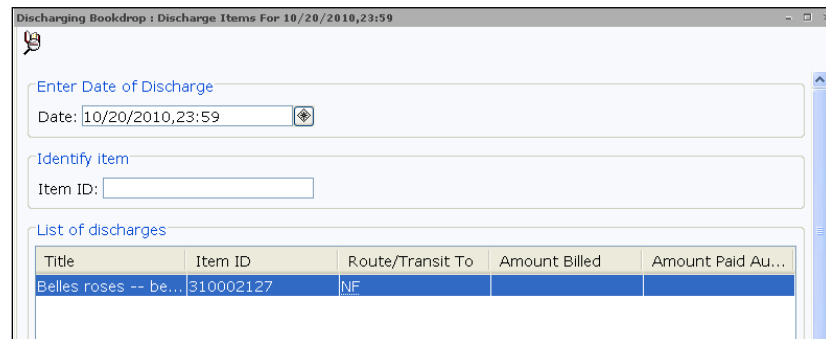 Discharging Bookdrop : Discharge Items For 10/20/2010,23:59
Enter Date of Discharge
Date: 10/20/2010,23:59
Identify item
Item ID:
List of discharges
Title Item ID Route/Transit To Amount Billed Amount Paid Au...
Belles roses -- be... 310002127 NF